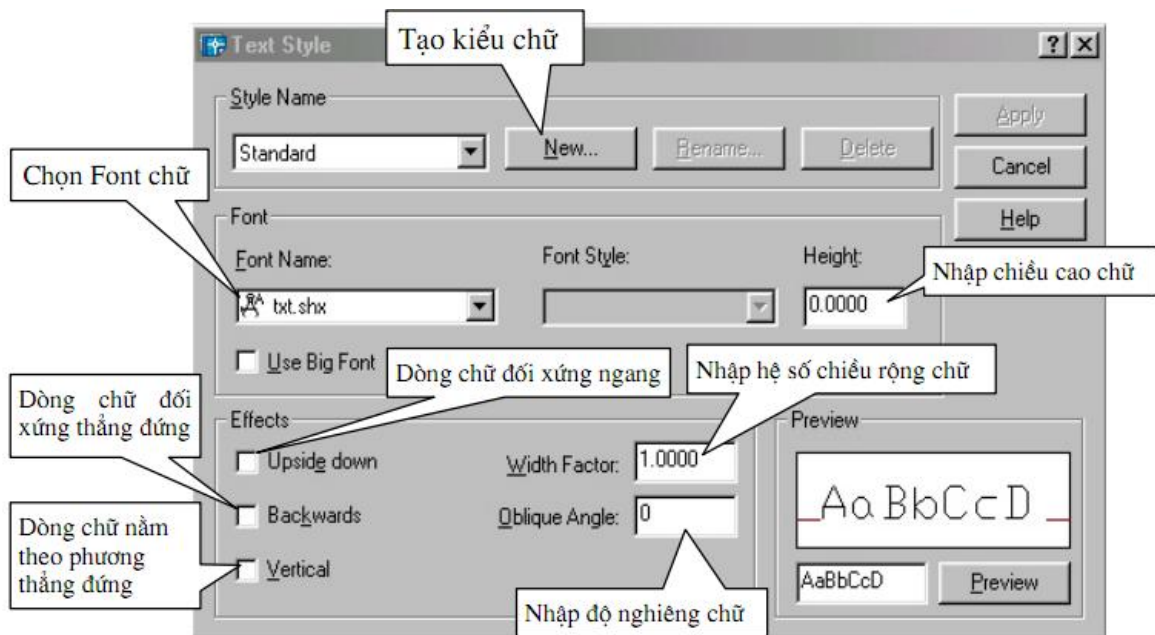 Tạo kiểu chữ
Text Style
Style Name
Standard
New...
Rename...
Delete
Apply
Cancel
Help
Chọn Font chữ
Font
Font Name:
Font Style:
Height:
txt.shx
0.0000
Nhập chiều cao chữ
Use Big Font
Dòng chữ đối xứng ngang
Nhập hệ số chiều rộng chữ
Dòng chữ đối
xứng thẳng đứng
Effects
Upside down
Width Factor:
1.0000
Backwards
Oblique Angle:
0
Dòng chữ nằm
theo phương
thẳng đứng
Vertical
Nhập độ nghiêng chữ
Preview
AaBbCcD
AaBbCcD
Preview